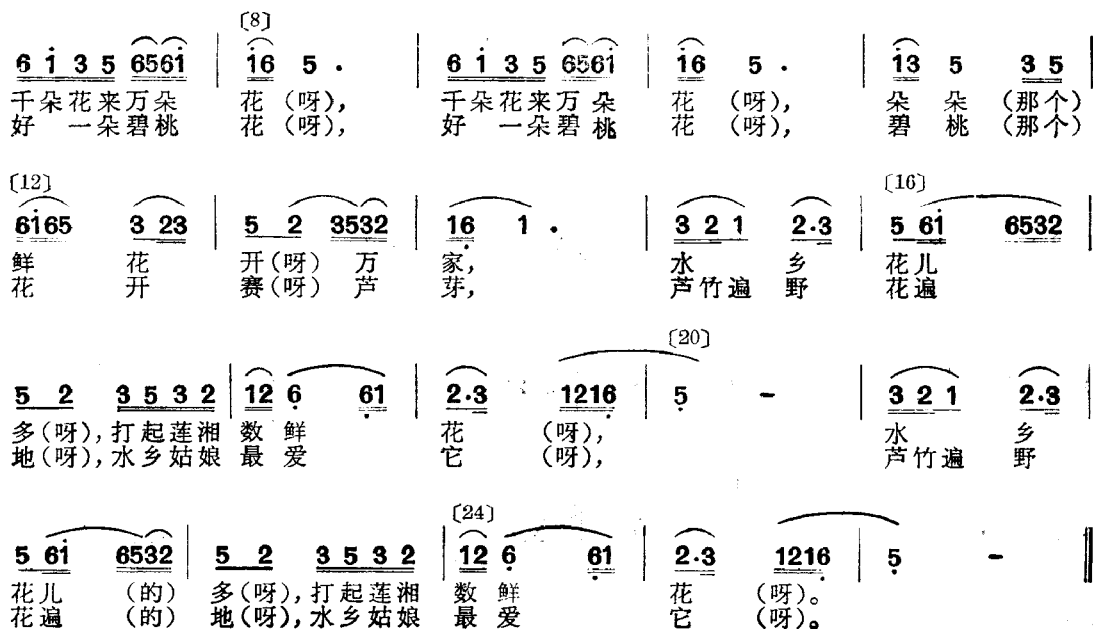 〔8〕
6 1̇ 3 5 6561̇ | 1̇6 5 · | 6 1̇ 3 5 6561̇ | 1̇6 5 · | 1̇3 5 3 5 |
千朵花来万朵 花(呀), 千朵花来万朵 花(呀), 朵 朵 (那个)
好 一朵碧桃 花(呀), 好 一朵碧桃 花(呀), 碧 桃 (那个)
〔12〕 〔16〕
61̇65 3 23 | 5 2 3532 | 16̣ 1 · | 3 2 1 2·3 | 5 61̇ 6532 |
鲜 花 开(呀) 万 家, 水 乡 花儿
花 开 赛(呀) 芦 芽, 芦竹遍 野 花遍
〔20〕
5 2 3 5 3 2 | 12 6̣ 6̣1 | 2·3 1216̣ | 5̣ - | 3 2 1 2·3 |
多(呀),打起莲湘 数 鲜 花 (呀), 水 乡
地(呀),水乡姑娘 最 爱 它 (呀), 芦竹遍 野
〔24〕
5 61̇ 6532 | 5 2 3 5 3 2 | 12 6̣ 6̣1 | 2·3 1216̣ | 5̣ - ‖
花儿 (的) 多(呀),打起莲湘 数 鲜 花 (呀)。
花遍 (的) 地(呀),水乡姑娘 最 爱 它 (呀)。